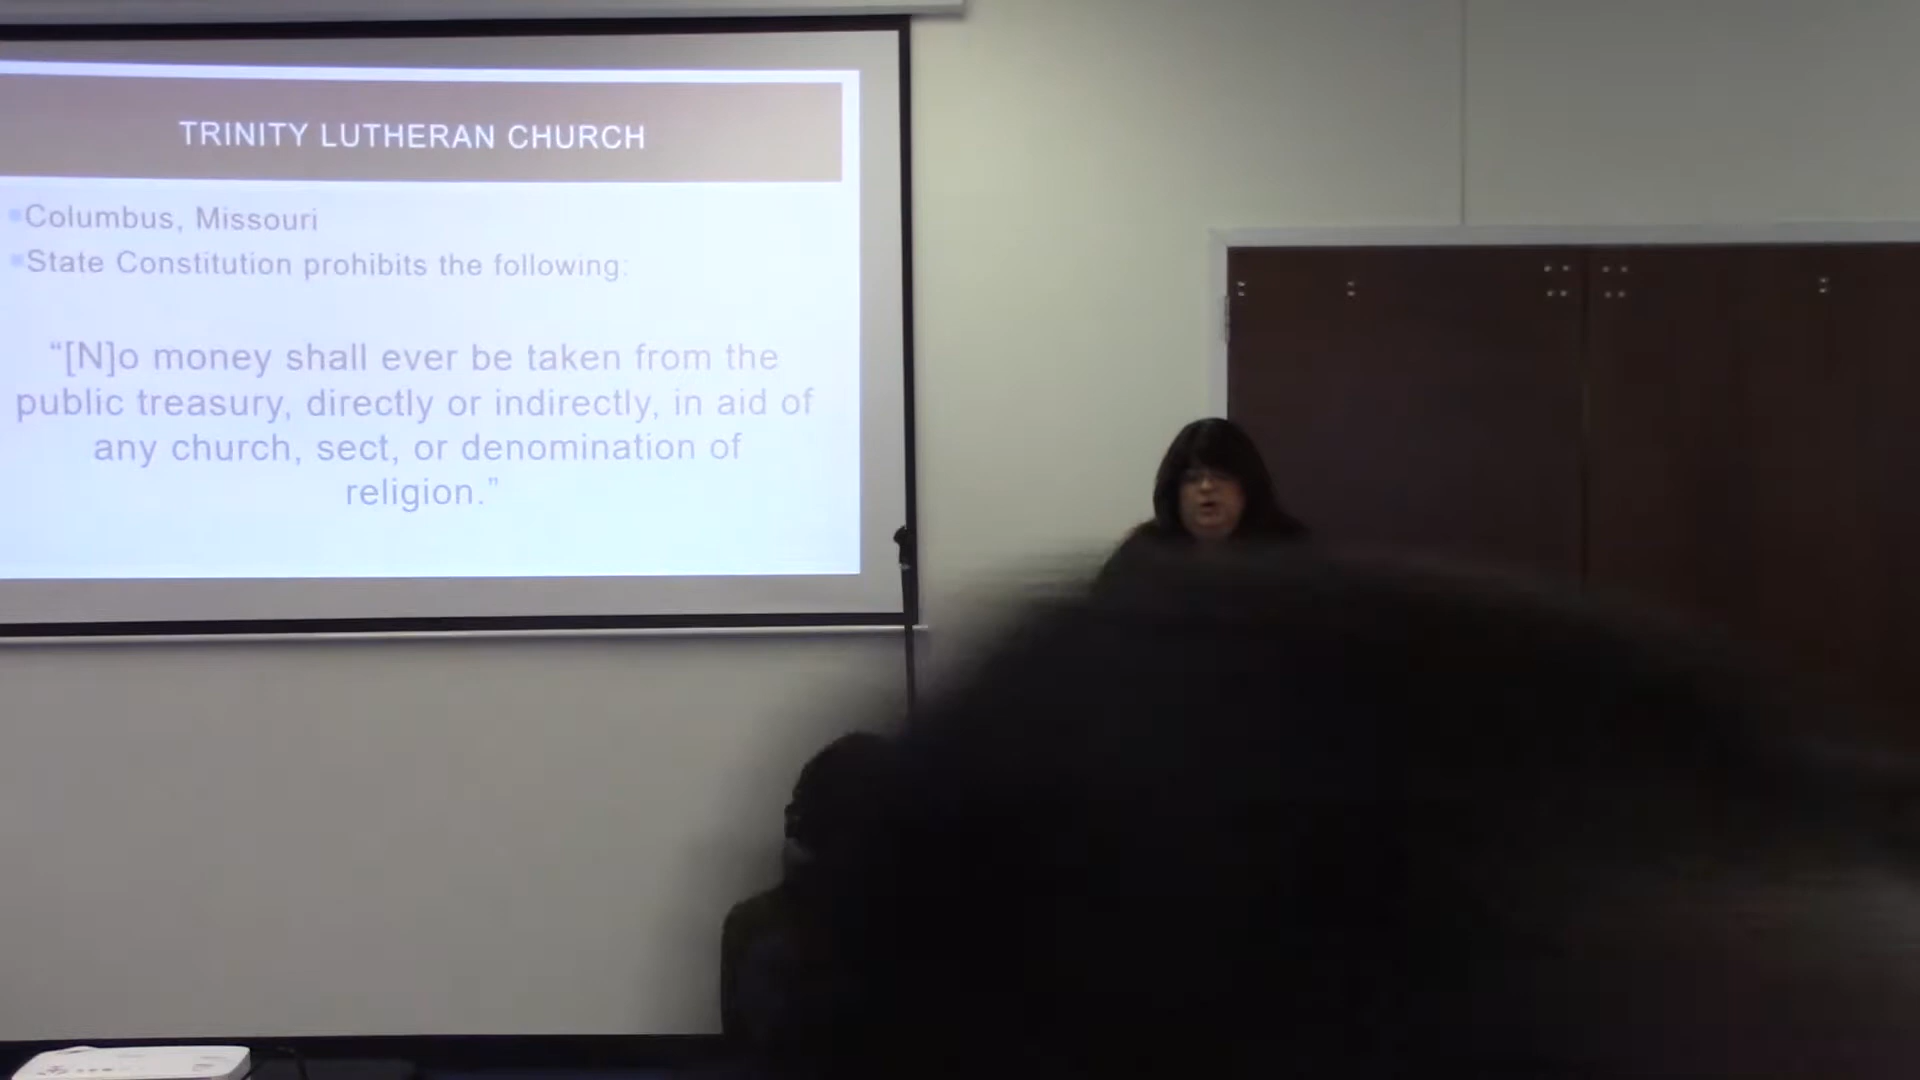 TRINITY LUTHERAN CHURCH
Columbus, Missouri
State Constitution prohibits the following:
“[N]o money shall ever be taken from the
public treasury, directly or indirectly, in aid of
any church, sect, or denomination of
religion.”